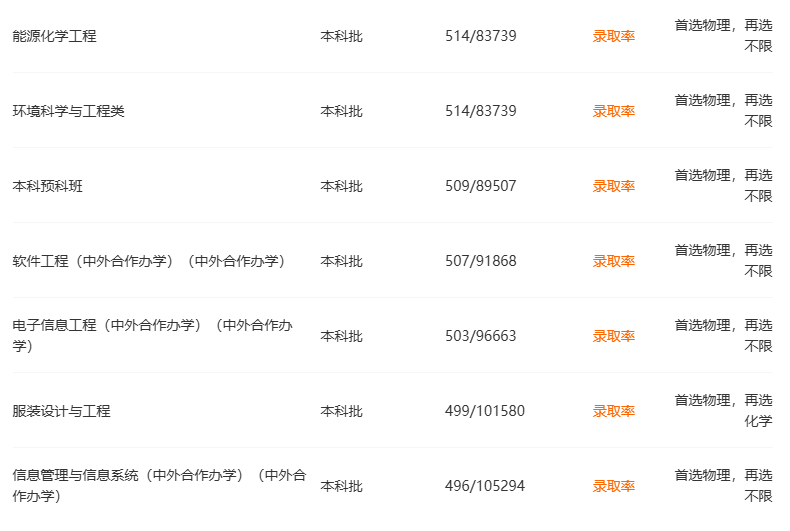 能源化学工程 本科批 514/83739 录取率 首选物理，再选
不限
环境科学与工程类 本科批 514/83739 录取率 首选物理，再选
不限
本科预科班 本科批 509/89507 录取率 首选物理，再选
不限
软件工程（中外合作办学）（中外合作办学） 本科批 507/91868 录取率 首选物理，再选
不限
电子信息工程（中外合作办学）（中外合作办
学） 本科批 503/96663 录取率 首选物理，再选
不限
服装设计与工程 本科批 499/101580 录取率 首选物理，再选
化学
信息管理与信息系统（中外合作办学）（中外合
作办学） 本科批 496/105294 录取率 首选物理，再选
不限